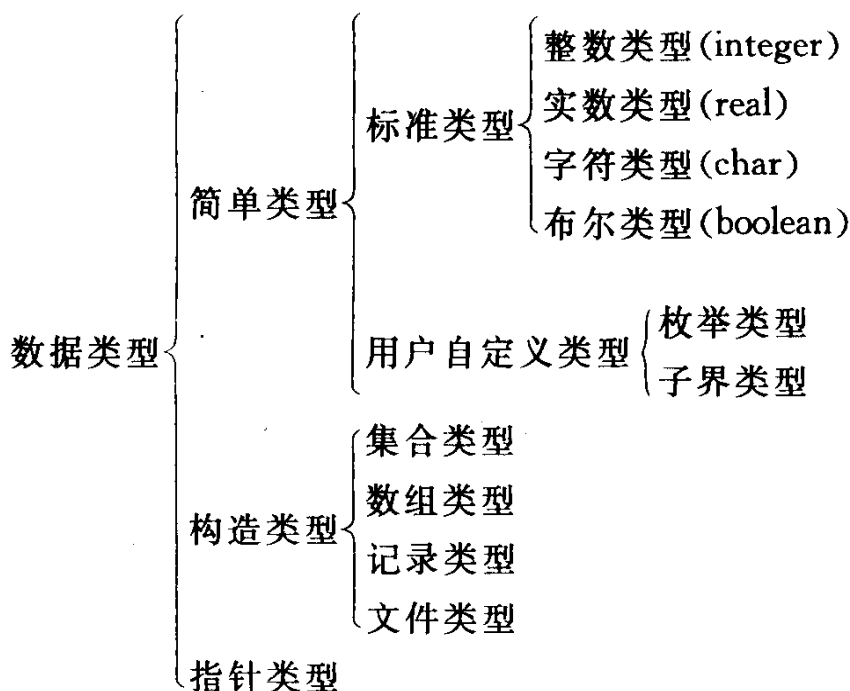 整数类型(integer)
实数类型(real)
标准类型
字符类型(char)
布尔类型(boolean)
简单类型
枚举类型
数据类型
用户自定义类型
子界类型
集合类型
数组类型
构造类型
记录类型
文件类型
指针类型